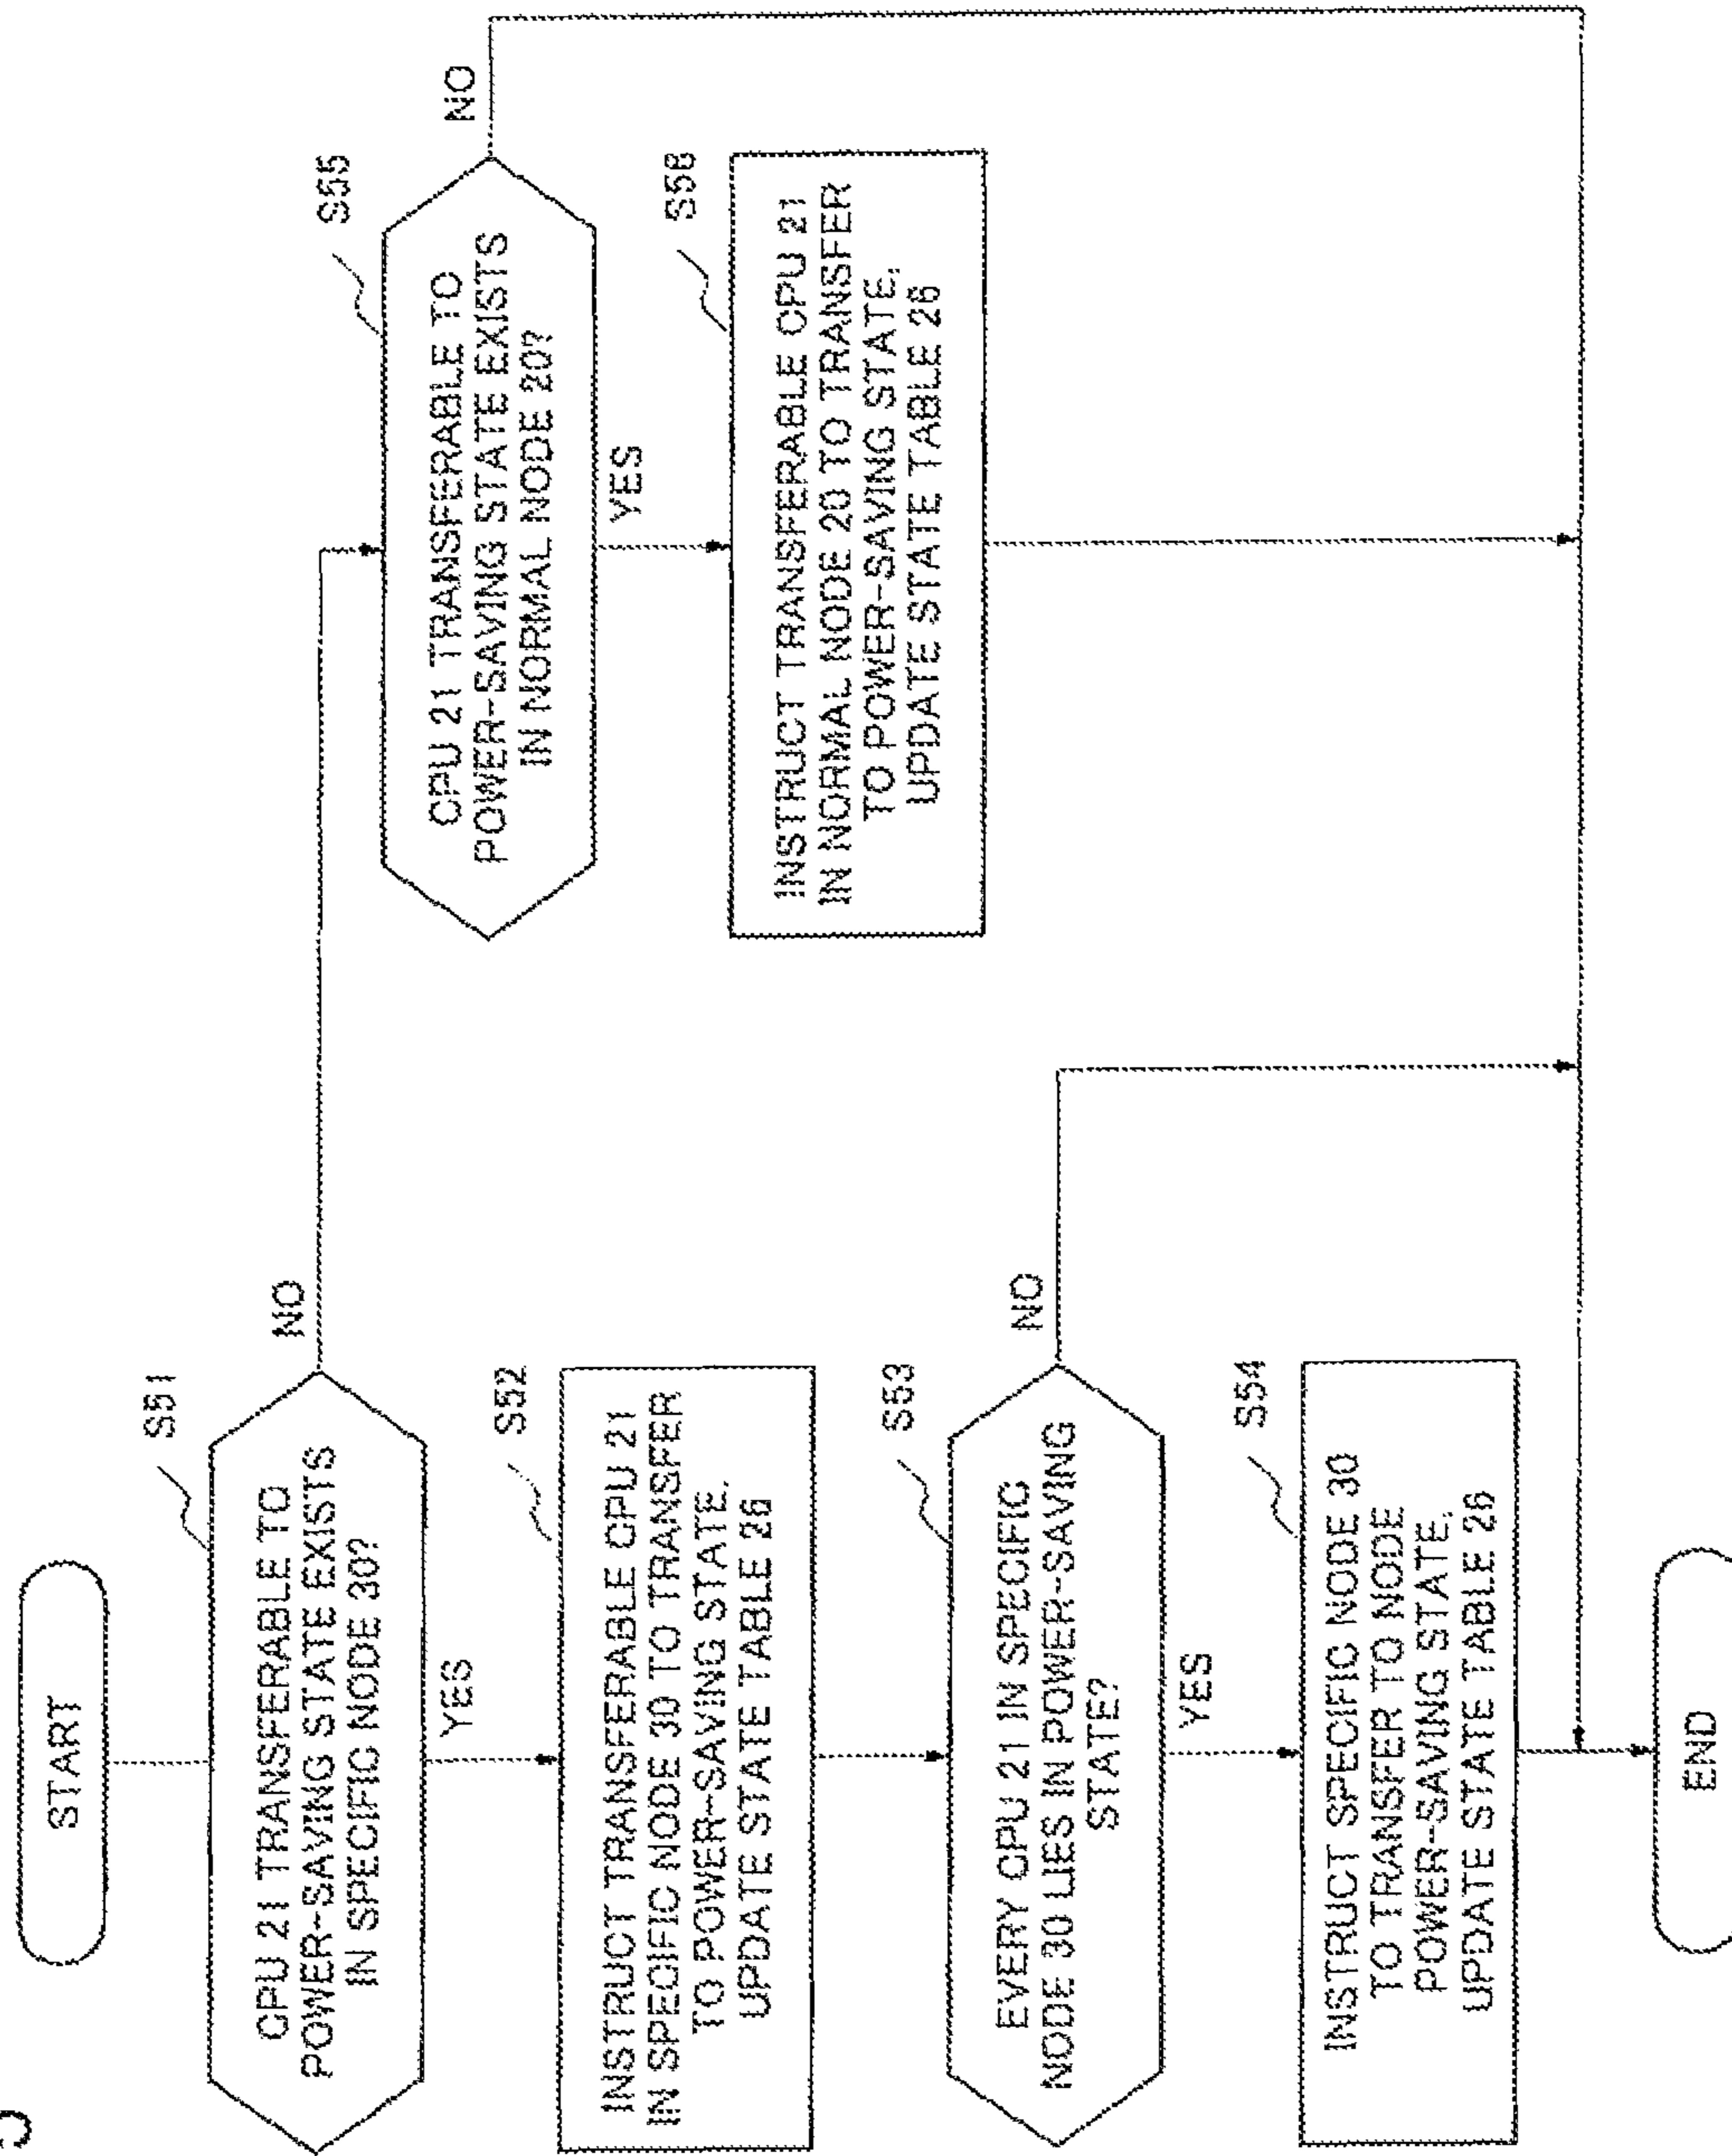 START
S51
CPU 21 TRANSFERABLE TO
POWER-SAVING STATE EXISTS
IN SPECIFIC NODE 30?
NO
YES
S52
INSTRUCT TRANSFERABLE CPU 21
IN SPECIFIC NODE 30 TO TRANSFER
TO POWER-SAVING STATE,
UPDATE STATE TABLE 26
S53
EVERY CPU 21 IN SPECIFIC
NODE 30 LIES IN POWER-SAVING
STATE?
NO
YES
S54
INSTRUCT SPECIFIC NODE 30
TO TRANSFER TO NODE
POWER-SAVING STATE,
UPDATE STATE TABLE 26
END
S55
CPU 21 TRANSFERABLE TO
POWER-SAVING STATE EXISTS
IN NORMAL NODE 20?
NO
YES
S56
INSTRUCT TRANSFERABLE CPU 21
IN NORMAL NODE 20 TO TRANSFER
TO POWER-SAVING STATE,
UPDATE STATE TABLE 26